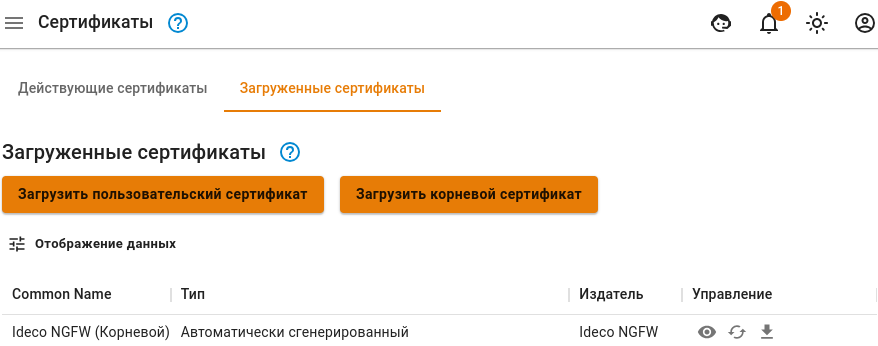 Сертификаты
1
Действующие сертификаты
Загруженные сертификаты
Загруженные сертификаты
Загрузить пользовательский сертификат
Загрузить корневой сертификат
Отображение данных
Common Name Тип Издатель Управление
Ideco NGFW (Корневой) Автоматически сгенерированный Ideco NGFW